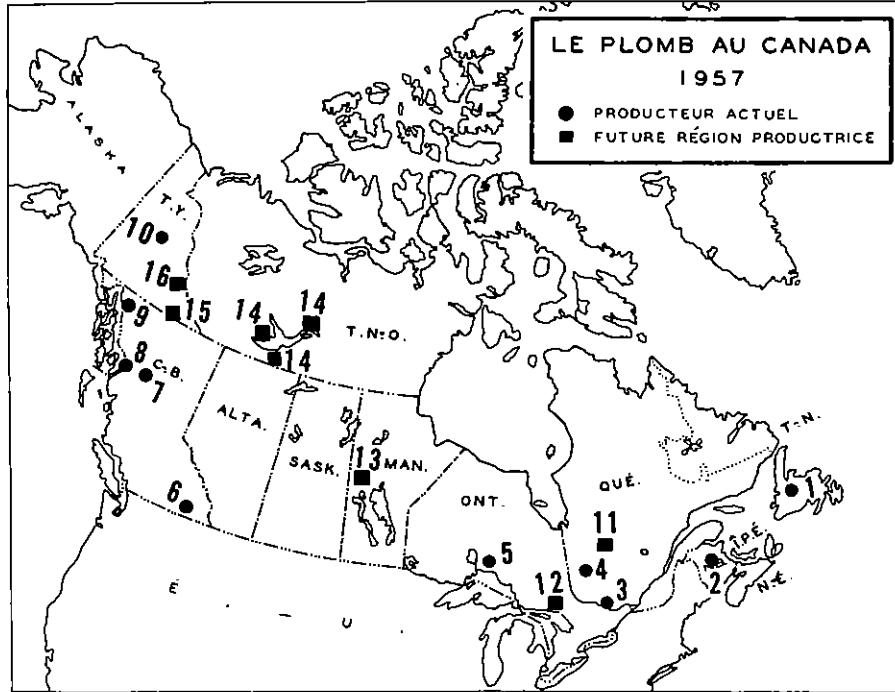 LE PLOMB AU CANADA
1957
● PRODUCTEUR ACTUEL
■ FUTURE RÉGION PRODUCTRICE
ALASKA
T.Y.
10
16
9
15
14
14
T.N.-O.
14
8
C.-B.
7
ALTA.
SASK.
13
MAN.
6
ONT.
QUÉ.
T.-N.
1
11
5
4
12
3
2
N.B.
Î.P.É.
N.-É.
É.-U.